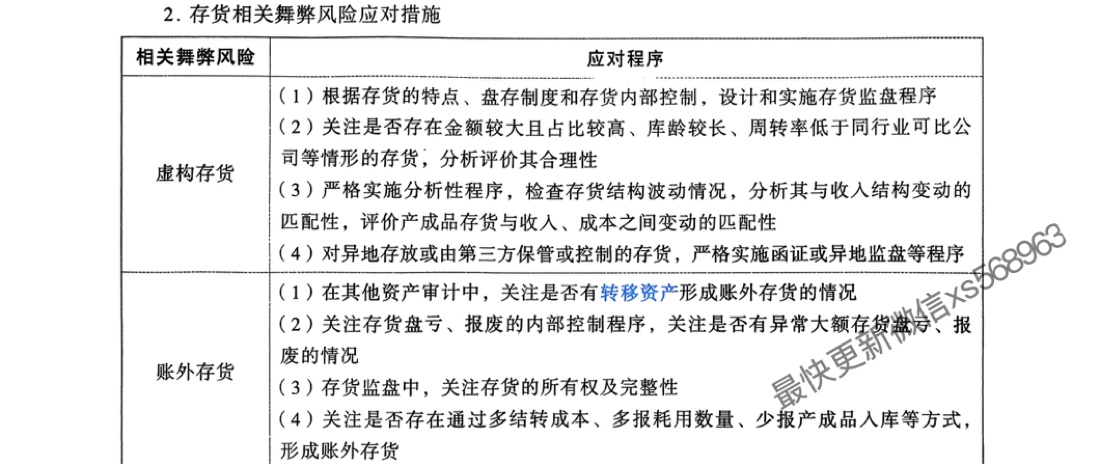 2. 存货相关舞弊风险应对措施
相关舞弊风险
应对程序
虚构存货
（1）根据存货的特点、盘存制度和存货内部控制，设计和实施存货监盘程序
（2）关注是否存在金额较大且占比较高、库龄较长、周转率低于同行业可比公
司等情形的存货，分析评价其合理性
（3）严格实施分析性程序，检查存货结构波动情况，分析其与收入结构变动的
匹配性，评价产成品存货与收入、成本之间变动的匹配性
（4）对异地存放或由第三方保管或控制的存货，严格实施函证或异地监盘等程序
账外存货
（1）在其他资产审计中，关注是否有转移资产形成账外存货的情况
（2）关注存货盘亏、报废的内部控制程序，关注是否有异常大额存货盘亏、报
废的情况
（3）存货监盘中，关注存货的所有权及完整性
（4）关注是否存在通过多结转成本、多报耗用数量、少报产成品入库等方式，
形成账外存货
最快更新微信xs568963